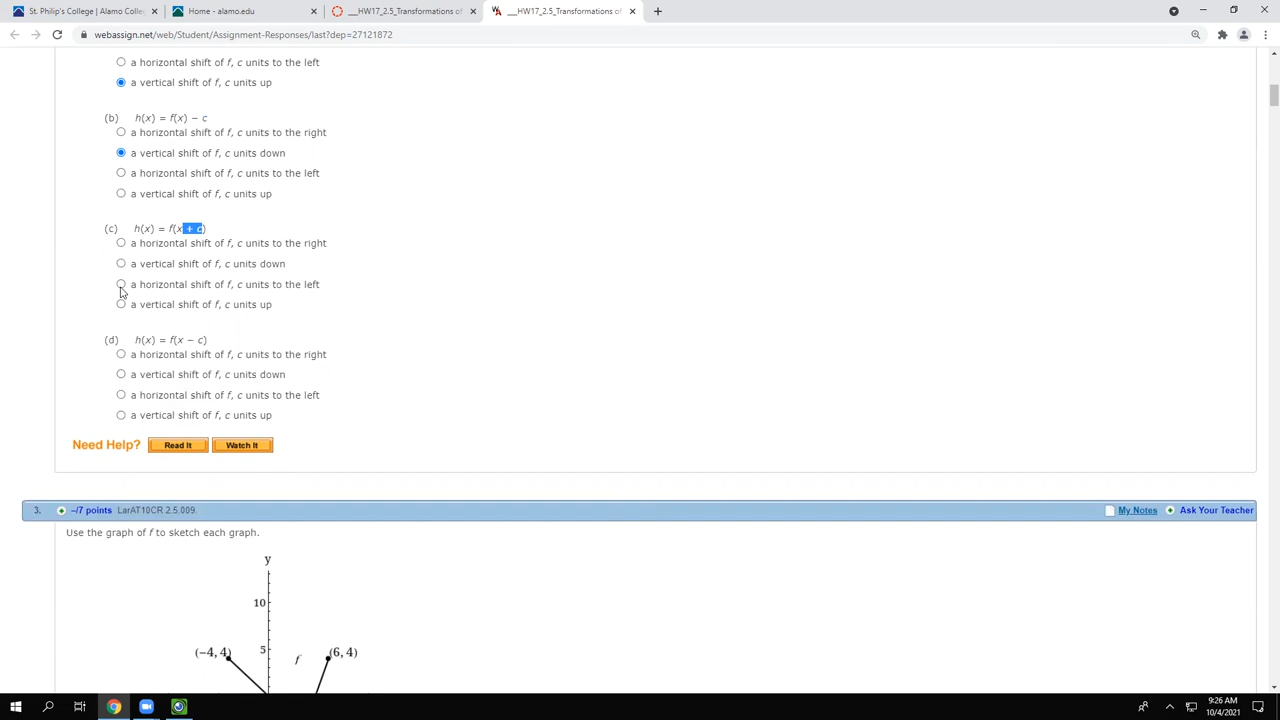 St. Philip's College | Alamo Colleg
Home - alamo.edu
__HW17_2.5_Transformations of
__HW17_2.5_Transformations of
webassign.net/web/Student/Assignment-Responses/last?dep=27121872
a horizontal shift of f, c units to the left
a vertical shift of f, c units up
(b) h(x) = f(x) − c
a horizontal shift of f, c units to the right
a vertical shift of f, c units down
a horizontal shift of f, c units to the left
a vertical shift of f, c units up
(c) h(x) = f(x + c)
a horizontal shift of f, c units to the right
a vertical shift of f, c units down
a horizontal shift of f, c units to the left
a vertical shift of f, c units up
(d) h(x) = f(x − c)
a horizontal shift of f, c units to the right
a vertical shift of f, c units down
a horizontal shift of f, c units to the left
a vertical shift of f, c units up
Need Help? Read It Watch It
3. –/7 points LarAT10CR 2.5.009. My Notes Ask Your Teacher
Use the graph of f to sketch each graph.
y
10
(−4, 4) 5 f (6, 4)
9:26 AM
10/4/2021